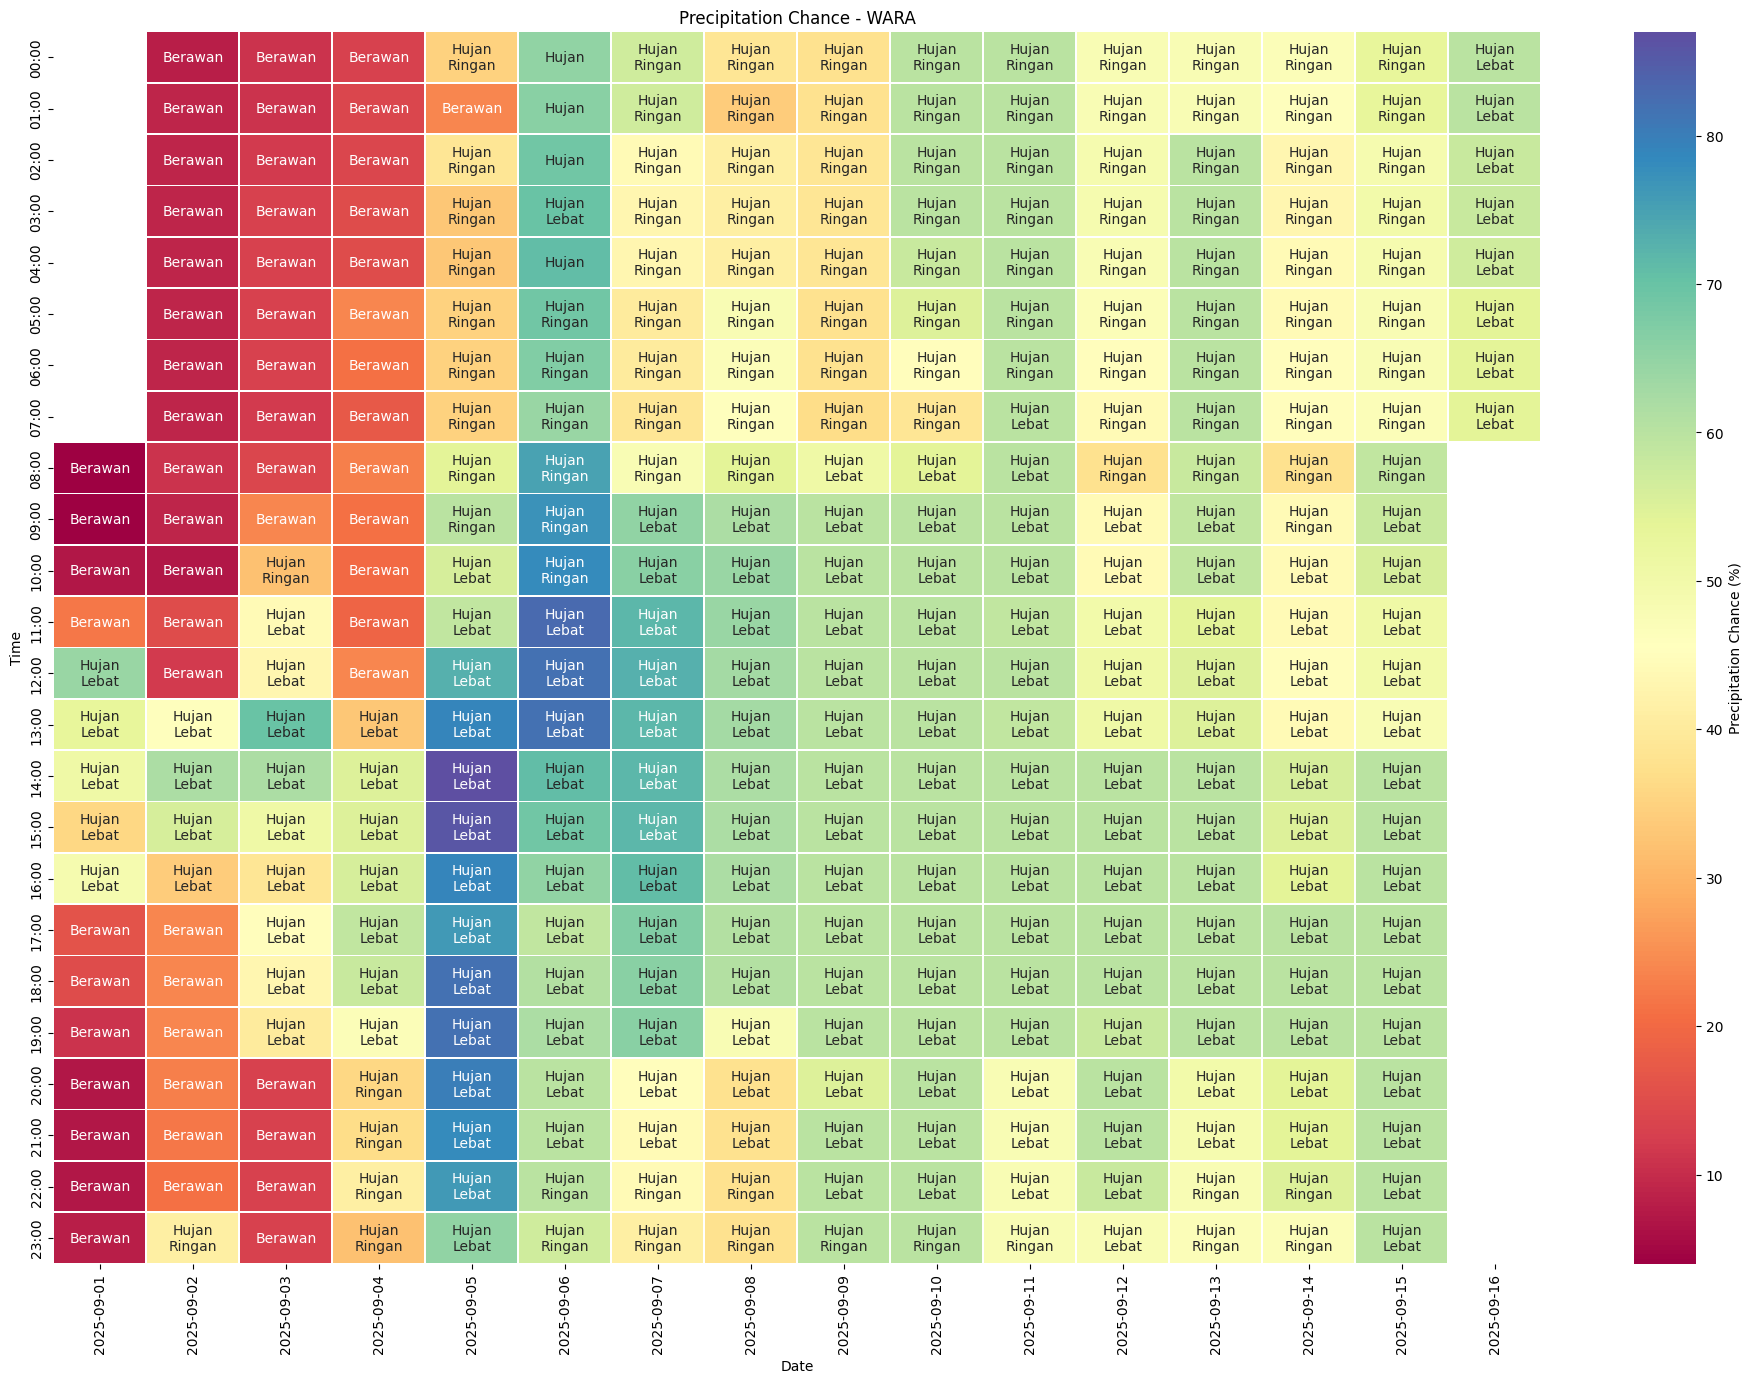 Precipitation Chance - WARA
00:00 Berawan Berawan Berawan Hujan Ringan Hujan Hujan Ringan Hujan Ringan Hujan Ringan Hujan Ringan Hujan Ringan Hujan Ringan Hujan Ringan Hujan Ringan Hujan Ringan Hujan Lebat
01:00 Berawan Berawan Berawan Berawan Hujan Hujan Ringan Hujan Ringan Hujan Ringan Hujan Ringan Hujan Ringan Hujan Ringan Hujan Ringan Hujan Ringan Hujan Ringan Hujan Lebat
02:00 Berawan Berawan Berawan Hujan Ringan Hujan Hujan Ringan Hujan Ringan Hujan Ringan Hujan Ringan Hujan Ringan Hujan Ringan Hujan Ringan Hujan Ringan Hujan Ringan Hujan Lebat
03:00 Berawan Berawan Berawan Hujan Ringan Hujan Lebat Hujan Ringan Hujan Ringan Hujan Ringan Hujan Ringan Hujan Ringan Hujan Ringan Hujan Ringan Hujan Ringan Hujan Ringan Hujan Lebat
04:00 Berawan Berawan Berawan Hujan Ringan Hujan Hujan Ringan Hujan Ringan Hujan Ringan Hujan Ringan Hujan Ringan Hujan Ringan Hujan Ringan Hujan Ringan Hujan Ringan Hujan Lebat
05:00 Berawan Berawan Berawan Hujan Ringan Hujan Ringan Hujan Ringan Hujan Ringan Hujan Ringan Hujan Ringan Hujan Ringan Hujan Ringan Hujan Ringan Hujan Ringan Hujan Ringan Hujan Lebat
06:00 Berawan Berawan Berawan Hujan Ringan Hujan Ringan Hujan Ringan Hujan Ringan Hujan Ringan Hujan Ringan Hujan Ringan Hujan Ringan Hujan Ringan Hujan Ringan Hujan Ringan Hujan Lebat
07:00 Berawan Berawan Berawan Hujan Ringan Hujan Ringan Hujan Ringan Hujan Ringan Hujan Ringan Hujan Ringan Hujan Lebat Hujan Ringan Hujan Ringan Hujan Ringan Hujan Ringan Hujan Lebat
08:00 Berawan Berawan Berawan Berawan Hujan Ringan Hujan Ringan Hujan Ringan Hujan Ringan Hujan Lebat Hujan Lebat Hujan Lebat Hujan Ringan Hujan Ringan Hujan Ringan Hujan Ringan
09:00 Berawan Berawan Berawan Berawan Hujan Ringan Hujan Ringan Hujan Lebat Hujan Lebat Hujan Lebat Hujan Lebat Hujan Lebat Hujan Lebat Hujan Lebat Hujan Ringan Hujan Lebat
10:00 Berawan Berawan Hujan Ringan Berawan Hujan Lebat Hujan Ringan Hujan Lebat Hujan Lebat Hujan Lebat Hujan Lebat Hujan Lebat Hujan Lebat Hujan Lebat Hujan Lebat Hujan Lebat
11:00 Berawan Berawan Hujan Lebat Berawan Hujan Lebat Hujan Lebat Hujan Lebat Hujan Lebat Hujan Lebat Hujan Lebat Hujan Lebat Hujan Lebat Hujan Lebat Hujan Lebat Hujan Lebat
12:00 Hujan Lebat Berawan Hujan Lebat Berawan Hujan Lebat Hujan Lebat Hujan Lebat Hujan Lebat Hujan Lebat Hujan Lebat Hujan Lebat Hujan Lebat Hujan Lebat Hujan Lebat Hujan Lebat
13:00 Hujan Lebat Hujan Lebat Hujan Lebat Hujan Lebat Hujan Lebat Hujan Lebat Hujan Lebat Hujan Lebat Hujan Lebat Hujan Lebat Hujan Lebat Hujan Lebat Hujan Lebat Hujan Lebat Hujan Lebat
14:00 Hujan Lebat Hujan Lebat Hujan Lebat Hujan Lebat Hujan Lebat Hujan Lebat Hujan Lebat Hujan Lebat Hujan Lebat Hujan Lebat Hujan Lebat Hujan Lebat Hujan Lebat Hujan Lebat Hujan Lebat
15:00 Hujan Lebat Hujan Lebat Hujan Lebat Hujan Lebat Hujan Lebat Hujan Lebat Hujan Lebat Hujan Lebat Hujan Lebat Hujan Lebat Hujan Lebat Hujan Lebat Hujan Lebat Hujan Lebat Hujan Lebat
16:00 Hujan Lebat Hujan Lebat Hujan Lebat Hujan Lebat Hujan Lebat Hujan Lebat Hujan Lebat Hujan Lebat Hujan Lebat Hujan Lebat Hujan Lebat Hujan Lebat Hujan Lebat Hujan Lebat Hujan Lebat
17:00 Berawan Berawan Hujan Lebat Hujan Lebat Hujan Lebat Hujan Lebat Hujan Lebat Hujan Lebat Hujan Lebat Hujan Lebat Hujan Lebat Hujan Lebat Hujan Lebat Hujan Lebat Hujan Lebat
18:00 Berawan Berawan Hujan Lebat Hujan Lebat Hujan Lebat Hujan Lebat Hujan Lebat Hujan Lebat Hujan Lebat Hujan Lebat Hujan Lebat Hujan Lebat Hujan Lebat Hujan Lebat Hujan Lebat
19:00 Berawan Berawan Hujan Lebat Hujan Lebat Hujan Lebat Hujan Lebat Hujan Lebat Hujan Lebat Hujan Lebat Hujan Lebat Hujan Lebat Hujan Lebat Hujan Lebat Hujan Lebat Hujan Lebat
20:00 Berawan Berawan Berawan Hujan Ringan Hujan Lebat Hujan Lebat Hujan Lebat Hujan Lebat Hujan Lebat Hujan Lebat Hujan Lebat Hujan Lebat Hujan Lebat Hujan Lebat Hujan Lebat
21:00 Berawan Berawan Berawan Hujan Ringan Hujan Lebat Hujan Lebat Hujan Lebat Hujan Lebat Hujan Lebat Hujan Lebat Hujan Lebat Hujan Lebat Hujan Lebat Hujan Lebat Hujan Lebat
22:00 Berawan Berawan Berawan Hujan Ringan Hujan Lebat Hujan Ringan Hujan Ringan Hujan Ringan Hujan Lebat Hujan Lebat Hujan Lebat Hujan Lebat Hujan Ringan Hujan Ringan Hujan Lebat
23:00 Berawan Hujan Ringan Berawan Hujan Ringan Hujan Lebat Hujan Ringan Hujan Ringan Hujan Ringan Hujan Ringan Hujan Ringan Hujan Ringan Hujan Lebat Hujan Ringan Hujan Ringan Hujan Lebat
Time
2025-09-01 2025-09-02 2025-09-03 2025-09-04 2025-09-05 2025-09-06 2025-09-07 2025-09-08 2025-09-09 2025-09-10 2025-09-11 2025-09-12 2025-09-13 2025-09-14 2025-09-15 2025-09-16
Date
80
70
60
50
40
30
20
10
Precipitation Chance (%)